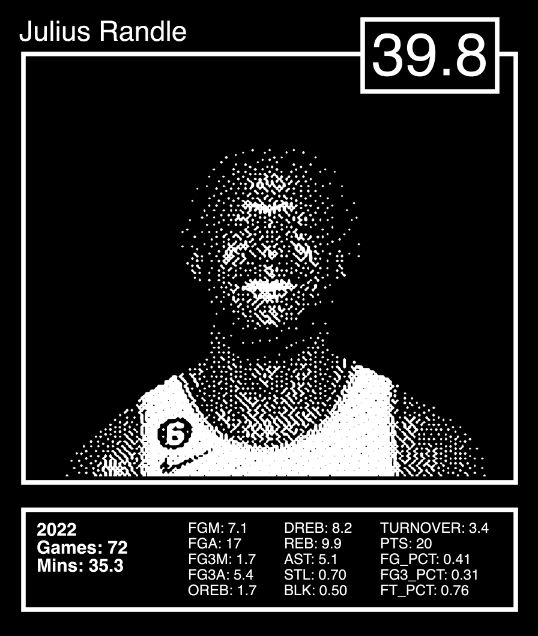 Julius Randle
39.8
6
2022
Games: 72
Mins: 35.3
FGM: 7.1
FGA: 17
FG3M: 1.7
FG3A: 5.4
OREB: 1.7
DREB: 8.2
REB: 9.9
AST: 5.1
STL: 0.70
BLK: 0.50
TURNOVER: 3.4
PTS: 20
FG_PCT: 0.41
FG3_PCT: 0.31
FT_PCT: 0.76